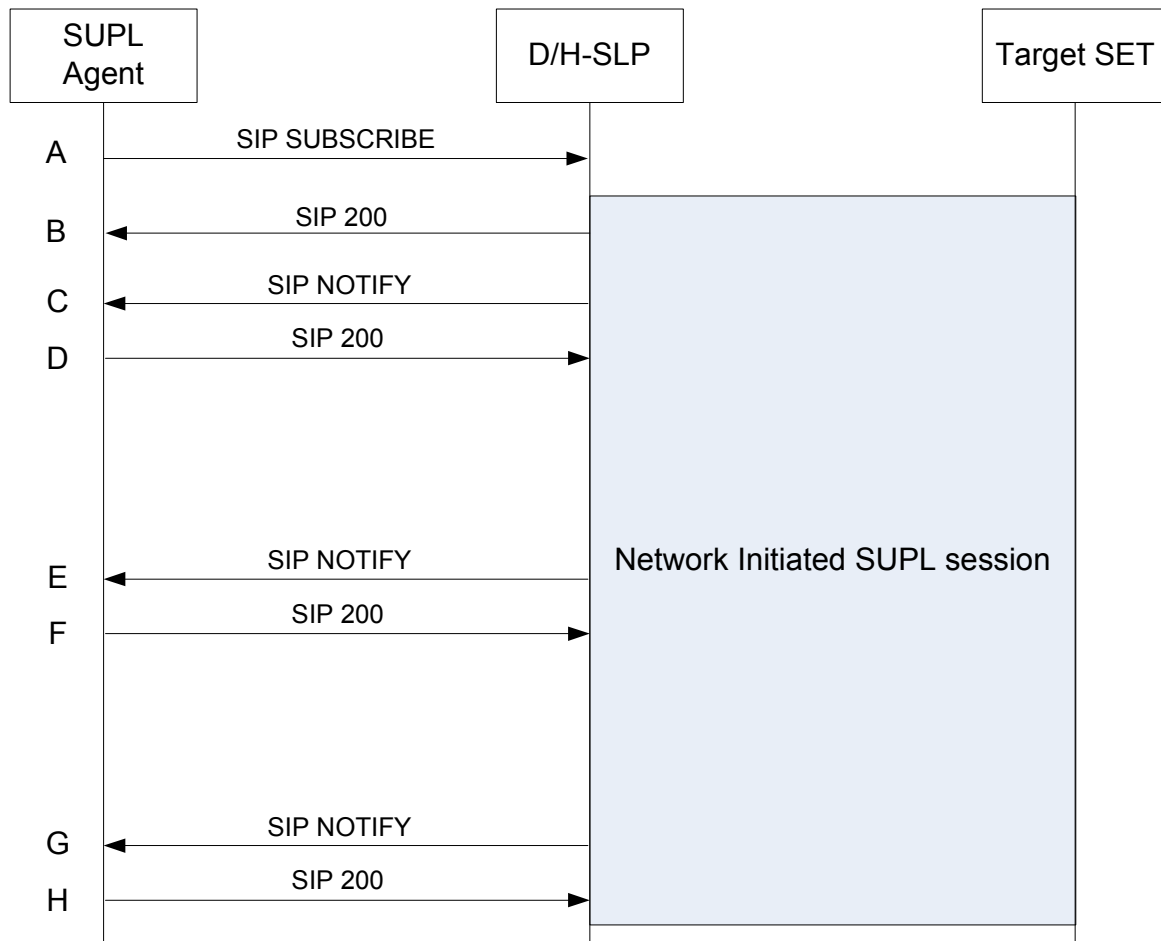 SUPL
Agent
D/H-SLP
Target SET
A
SIP SUBSCRIBE
B
SIP 200
C
SIP NOTIFY
D
SIP 200
E
SIP NOTIFY
Network Initiated SUPL session
F
SIP 200
G
SIP NOTIFY
H
SIP 200